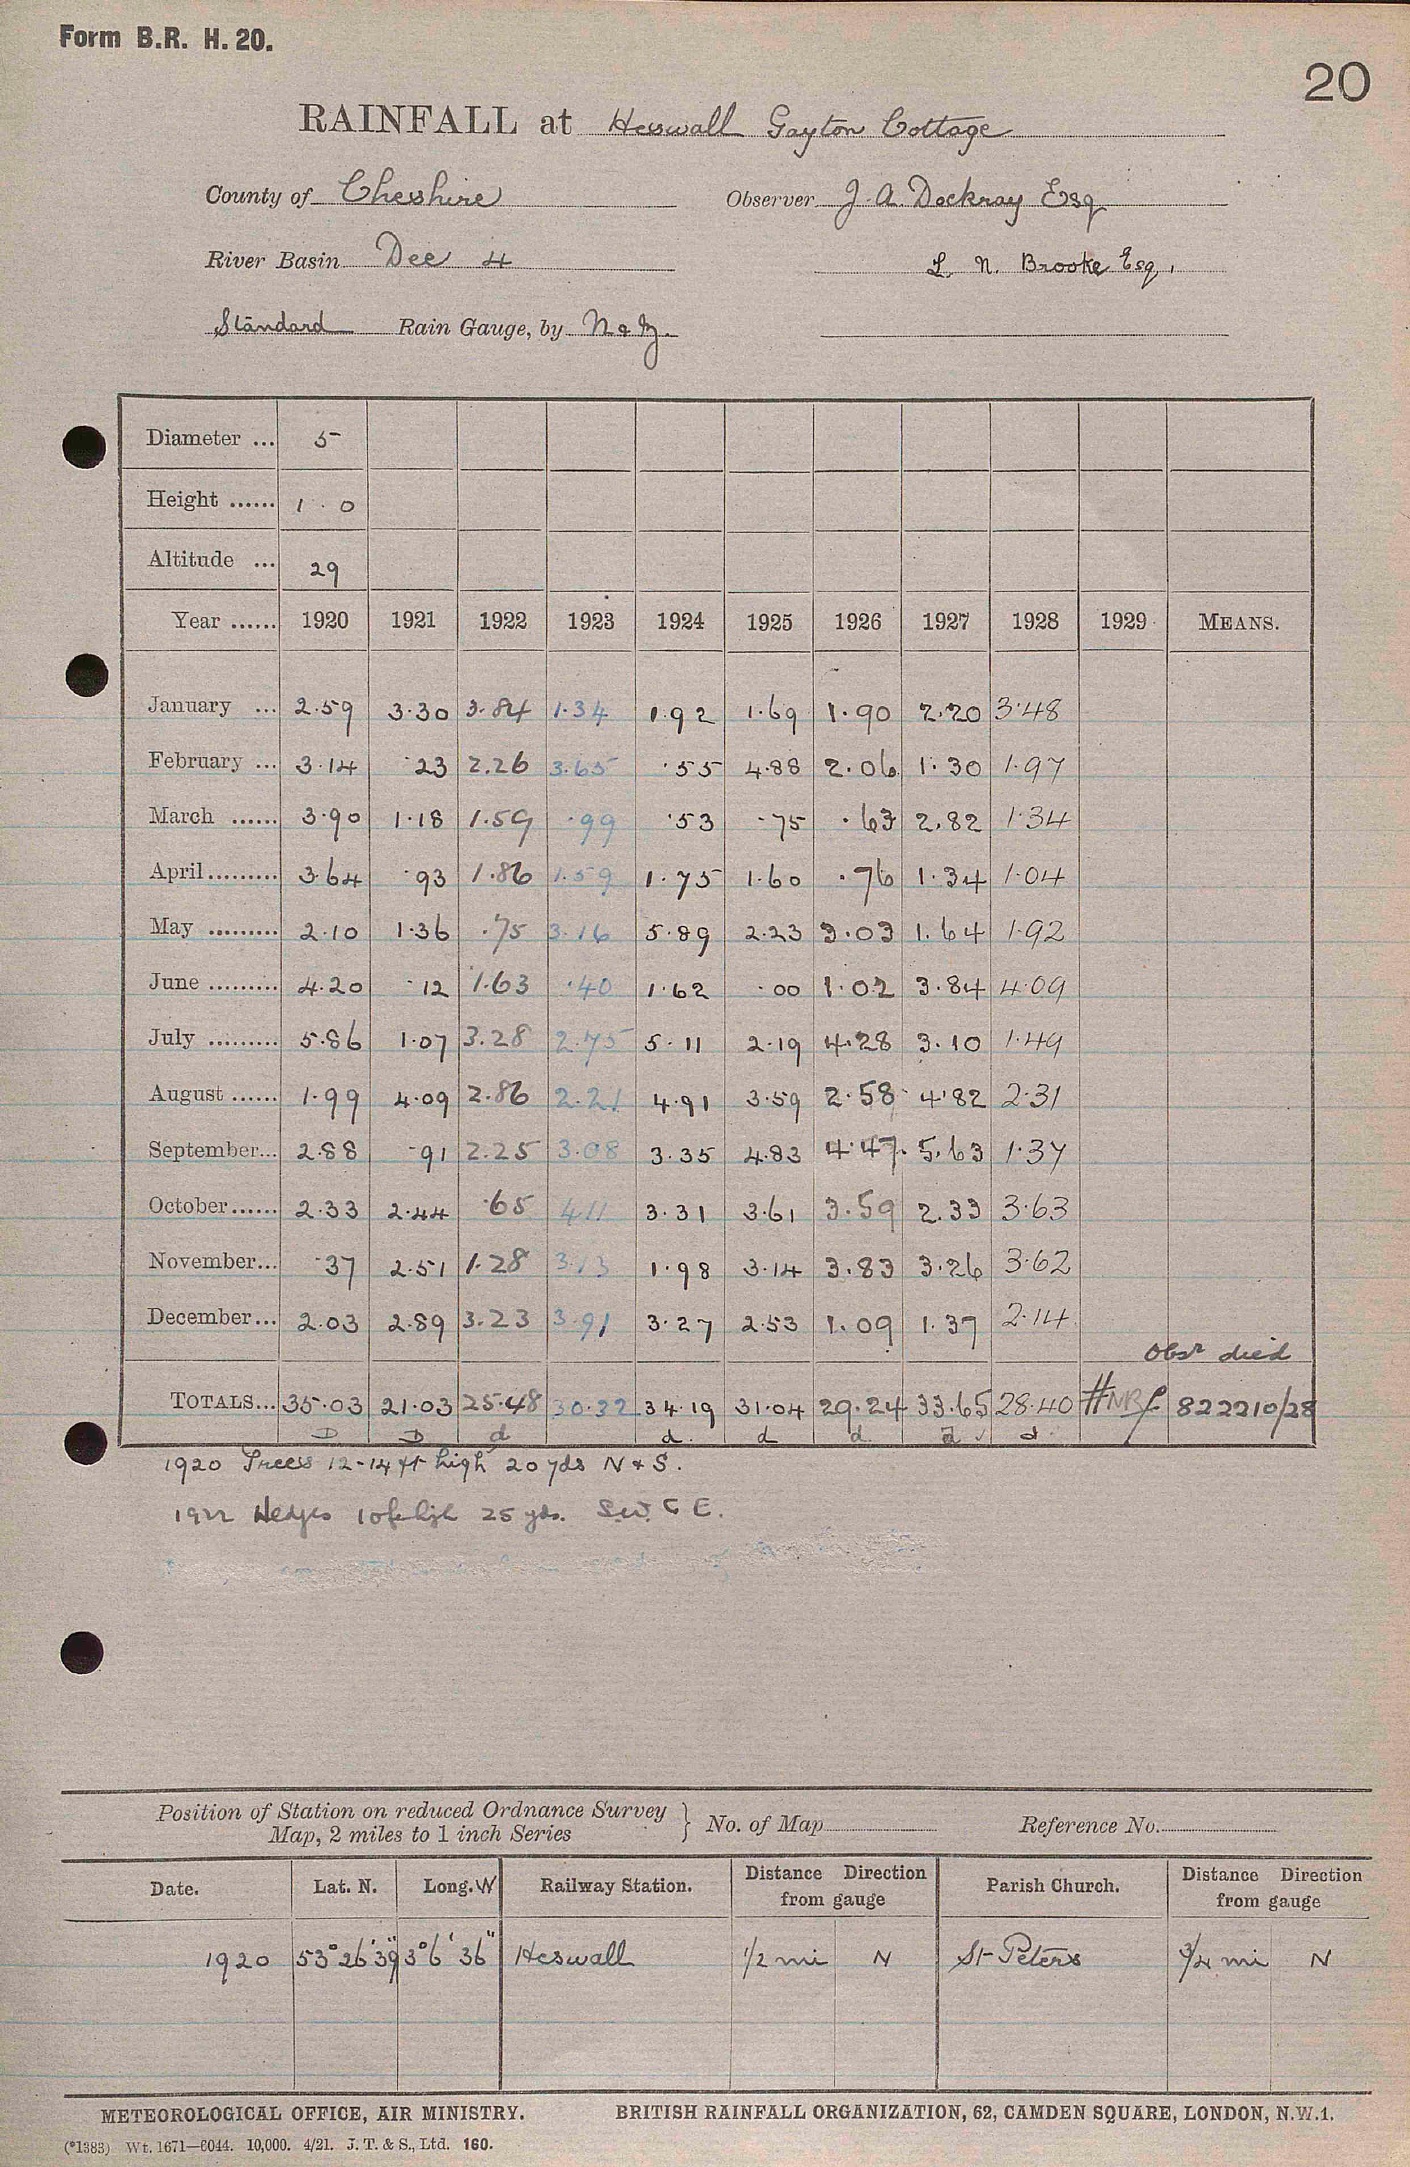 Form B.R. H. 20.
20
RAINFALL at Heswall Gayton Cottage
County of Cheshire Observer J. A. Dockray Esq
River Basin Dee 4 L. N. Brooke Esq.
Standard Rain Gauge, by N & Z.
Diameter ... 5
Height ...... 1 . 0
Altitude ... 29
Year ...... 1920 1921 1922 1923 1924 1925 1926 1927 1928 1929 MEANS.
January ... 2.59 3.30 3.84 1.34 1.92 1.69 1.90 2.20 3.48
February ... 3.14 .23 2.26 3.65 .55 4.88 2.06 1.30 1.97
March ...... 3.90 1.18 1.59 .99 .53 .75 .63 2.82 1.34
April ......... 3.64 .93 1.86 1.59 1.75 1.60 .76 1.34 1.04
May ......... 2.10 1.36 .75 3.16 5.89 2.23 3.03 1.64 1.92
June ......... 4.20 .12 1.63 .40 1.62 .00 1.02 3.84 4.09
July ......... 5.86 1.07 3.28 2.75 5.11 2.19 4.28 3.10 1.49
August ...... 1.99 4.09 2.86 2.21 4.91 3.59 2.58 4.82 2.31
September... 2.88 .91 2.25 3.08 3.35 4.83 4.47 5.63 1.37
October...... 2.33 2.44 .65 4.11 3.31 3.61 3.59 2.33 3.63
November... .37 2.51 1.28 3.13 1.98 3.14 3.83 3.26 3.62
December... 2.03 2.89 3.23 3.91 3.27 2.53 1.09 1.37 2.14
Obsr died
TOTALS... 35.03 21.03 25.48 30.32 34.19 31.04 29.24 33.65 28.40 822210/28
D D d d. d d. d ✓ d
1920 Trees 12-14 ft high 20 yds N & S.
1922 Hedges 10ft high 25 yds. S.W. & E.
Position of Station on reduced Ordnance Survey
Map, 2 miles to 1 inch Series } No. of Map Reference No.
Date. Lat. N. Long. W Railway Station. Distance Direction from gauge Parish Church. Distance Direction from gauge
1920 53° 26' 39" 3° 6' 36" Heswall 1/2 mi N St Peters 3/4 mi N
METEOROLOGICAL OFFICE, AIR MINISTRY. BRITISH RAINFALL ORGANIZATION, 62, CAMDEN SQUARE, LONDON, N.W.1.
(*1383) Wt. 1671—6044. 10,000. 4/21. J. T. & S., Ltd. 160.